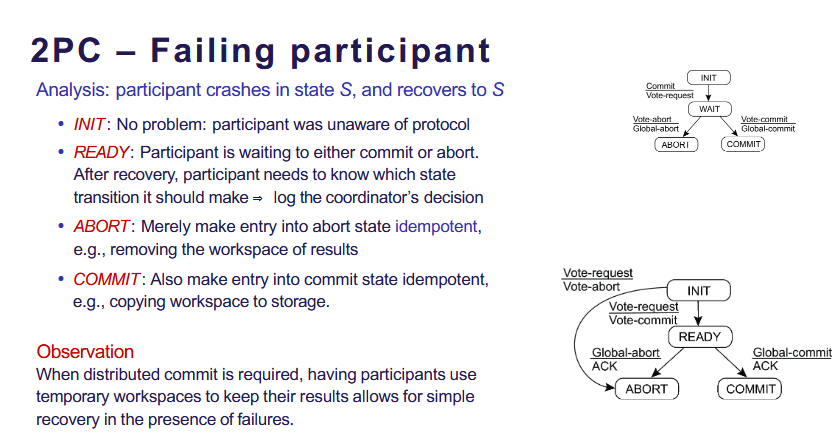 2PC – Failing participant
Analysis: participant crashes in state S, and recovers to S
• INIT: No problem: participant was unaware of protocol
• READY: Participant is waiting to either commit or abort.
After recovery, participant needs to know which state
transition it should make ⇒ log the coordinator's decision
• ABORT: Merely make entry into abort state idempotent,
e.g., removing the workspace of results
• COMMIT: Also make entry into commit state idempotent,
e.g., copying workspace to storage.
Observation
When distributed commit is required, having participants use
temporary workspaces to keep their results allows for simple
recovery in the presence of failures.
INIT
Commit
Vote-request
WAIT
Vote-abort
Global-abort
Vote-commit
Global-commit
ABORT
COMMIT
Vote-request
Vote-abort
INIT
Vote-request
Vote-commit
READY
Global-abort
ACK
Global-commit
ACK
ABORT
COMMIT